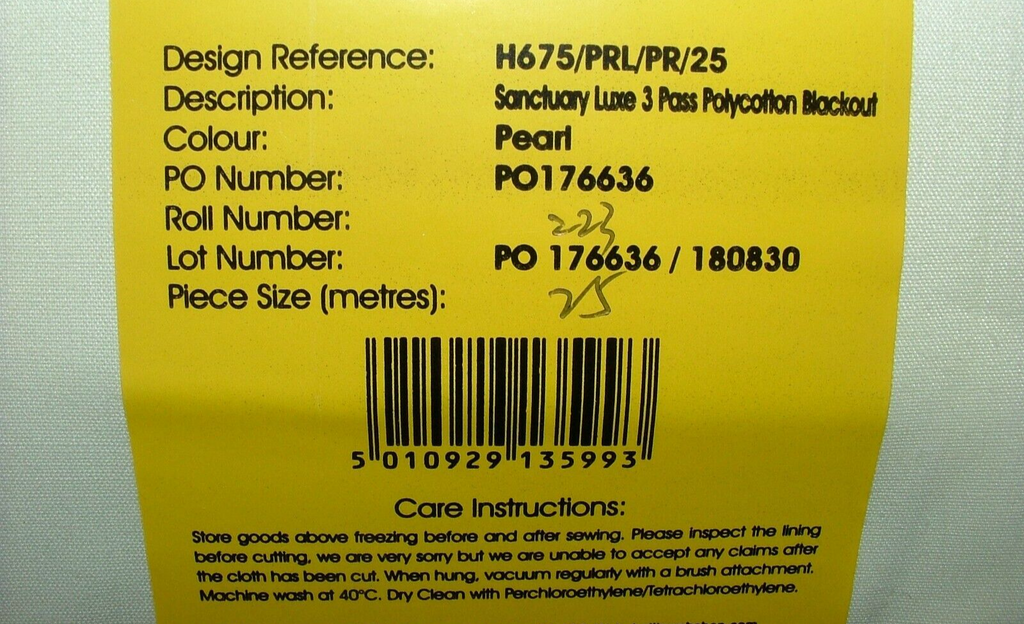 Design Reference: H675/PRL/PR/25
Description: Sanctuary Luxe 3 Pass Polycotton Blackout
Colour: Pearl
PO Number: PO176636
Roll Number: 223
Lot Number: PO 176636 / 180830
Piece Size (metres): 25
5 010929 135993
Care Instructions:
Store goods above freezing before and after sewing. Please inspect the lining
before cutting, we are very sorry but we are unable to accept any claims after
the cloth has been cut. When hung, vacuum regularly with a brush attachment.
Machine wash at 40°C. Dry Clean with Perchloroethylene/Tetrachloroethylene.